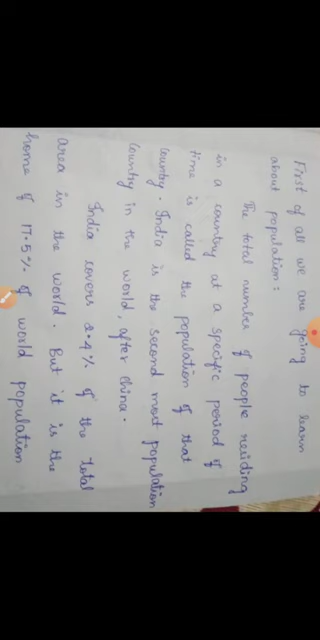 First of all we are going to learn
about population:
The total number of people residing
in a country at a specific period of
time is called the population of that
country. India is the second most population
country in the world, after China.
India covers 2.4% of the total
area in the world. But it is the
home of 17.5% of world population